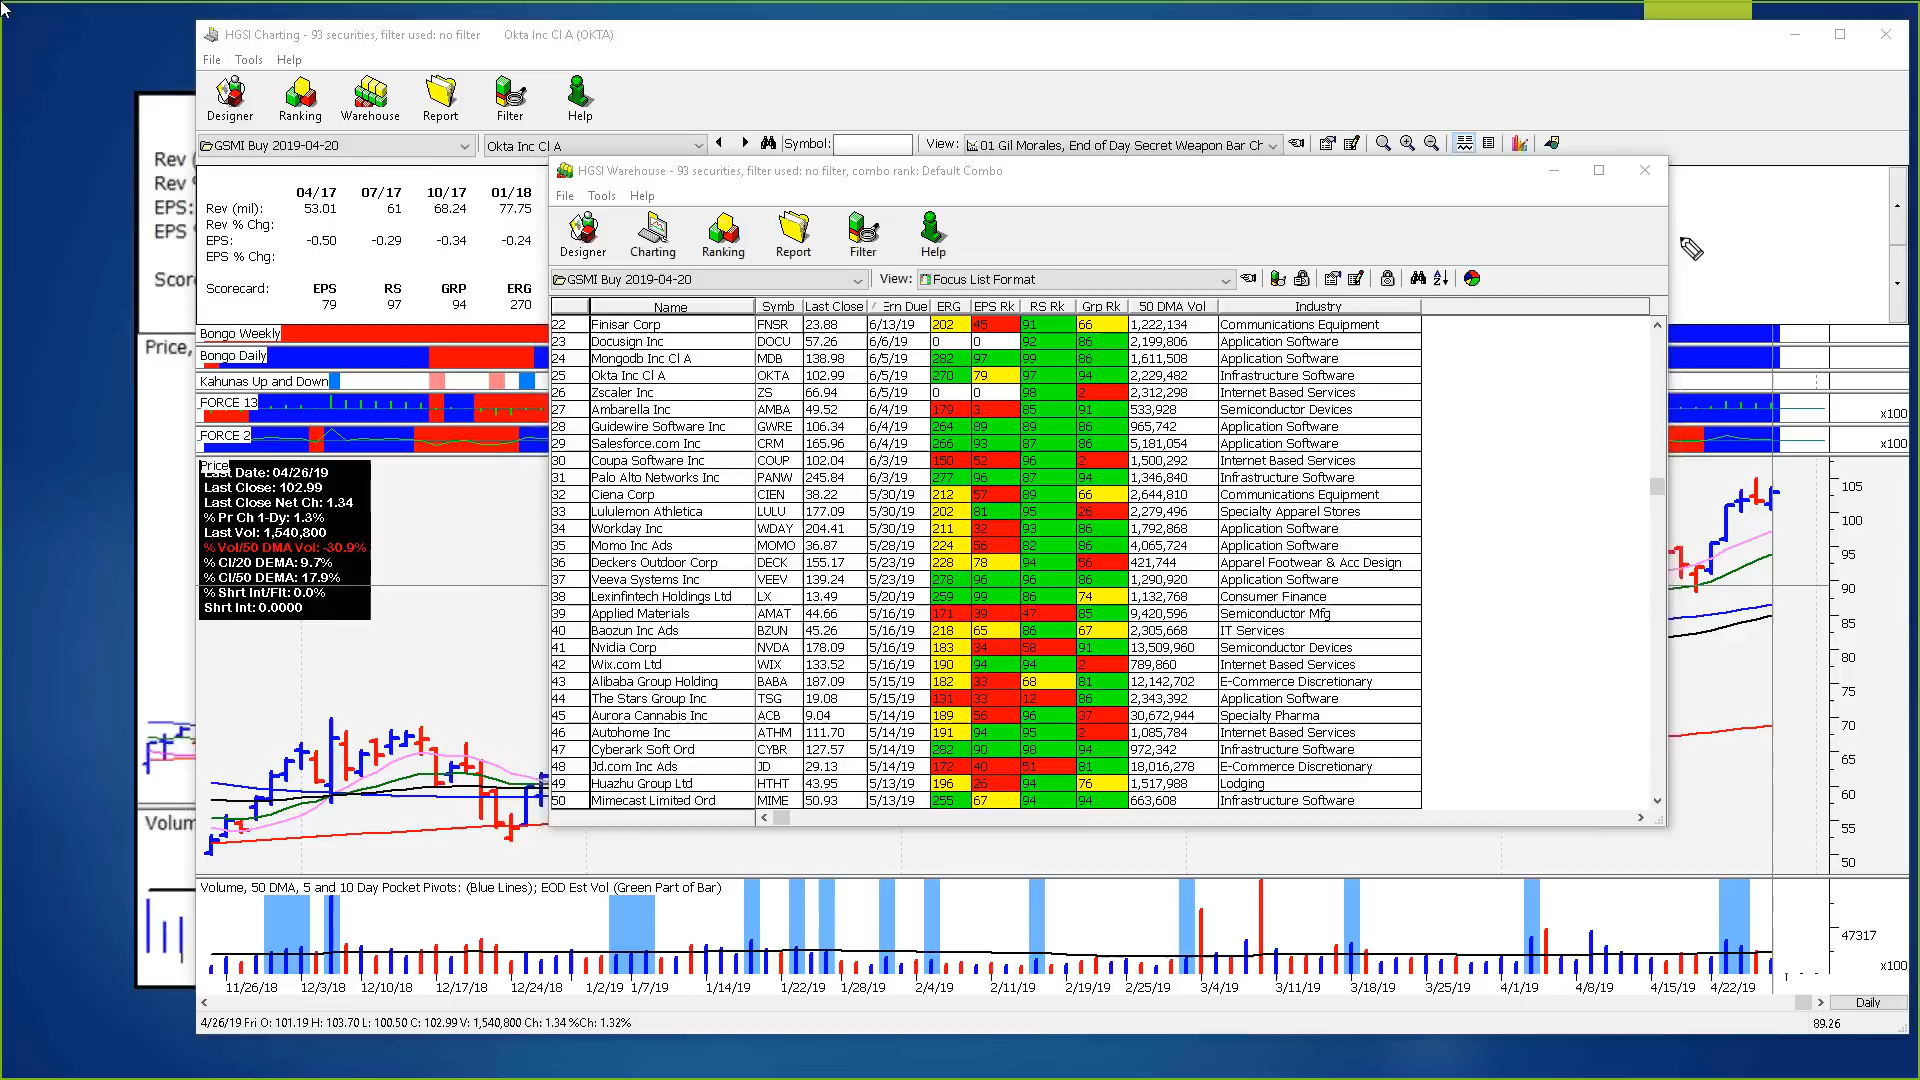 HGSI Charting - 93 securities, filter used: no filter Okta Inc Cl A (OKTA)
File Tools Help
Designer Ranking Warehouse Report Filter Help
GSMI Buy 2019-04-20 Okta Inc Cl A Symbol: View: 01 Gil Morales, End of Day Secret Weapon Bar Ch
Rev (
Rev %
EPS:
EPS %
Score
Price,
Volum
04/17 07/17 10/17 01/18
Rev (mil): 53.01 61 68.24 77.75
Rev % Chg:
EPS: -0.50 -0.29 -0.34 -0.24
EPS % Chg:
Scorecard: EPS RS GRP ERG
79 97 94 270
Bongo Weekly
Bongo Daily
Kahunas Up and Down
FORCE 13
FORCE 2
Price
Last Date: 04/26/19
Last Close: 102.99
Last Close Net Ch: 1.34
% Pr Ch 1-Dy: 1.3%
Last Vol: 1,540,800
% Vol/50 DMA Vol: -30.9%
% Cl/20 DEMA: 9.7%
% Cl/50 DEMA: 17.9%
% Shrt Int/Flt: 0.0%
Shrt Int: 0.0000
HGSI Warehouse - 93 securities, filter used: no filter, combo rank: Default Combo
File Tools Help
Designer Charting Ranking Report Filter Help
GSMI Buy 2019-04-20 View: Focus List Format
Name Symb Last Close Ern Due ERG EPS Rk RS Rk Grp Rk 50 DMA Vol Industry
22 Finisar Corp FNSR 23.88 6/13/19 202 45 91 66 1,222,134 Communications Equipment
23 Docusign Inc DOCU 57.26 6/6/19 0 0 92 86 2,199,806 Application Software
24 Mongodb Inc Cl A MDB 138.98 6/5/19 282 97 99 86 1,611,508 Application Software
25 Okta Inc Cl A OKTA 102.99 6/5/19 270 79 97 94 2,229,482 Infrastructure Software
26 Zscaler Inc ZS 66.94 6/5/19 0 0 98 2 2,312,298 Internet Based Services
27 Ambarella Inc AMBA 49.52 6/4/19 179 3 85 91 533,928 Semiconductor Devices
28 Guidewire Software Inc GWRE 106.34 6/4/19 264 89 89 86 965,742 Application Software
29 Salesforce.com Inc CRM 165.96 6/4/19 266 93 87 86 5,181,054 Application Software
30 Coupa Software Inc COUP 102.04 6/3/19 150 52 96 2 1,500,292 Internet Based Services
31 Palo Alto Networks Inc PANW 245.84 6/3/19 277 96 87 94 1,346,840 Infrastructure Software
32 Ciena Corp CIEN 38.22 5/30/19 212 57 89 66 2,644,810 Communications Equipment
33 Lululemon Athletica LULU 177.09 5/30/19 202 81 95 26 2,279,496 Specialty Apparel Stores
34 Workday Inc WDAY 204.41 5/30/19 211 32 93 86 1,792,868 Application Software
35 Momo Inc Ads MOMO 36.87 5/28/19 224 56 82 86 4,065,724 Application Software
36 Deckers Outdoor Corp DECK 155.17 5/23/19 228 78 94 56 421,744 Apparel Footwear & Acc Design
37 Veeva Systems Inc VEEV 139.24 5/23/19 278 96 96 86 1,290,920 Application Software
38 Lexinfintech Holdings Ltd LX 13.49 5/20/19 259 99 86 74 1,132,768 Consumer Finance
39 Applied Materials AMAT 44.66 5/16/19 171 39 47 85 9,420,596 Semiconductor Mfg
40 Baozun Inc Ads BZUN 45.26 5/16/19 218 65 86 67 2,305,668 IT Services
41 Nvidia Corp NVDA 178.09 5/16/19 183 34 58 91 13,509,960 Semiconductor Devices
42 Wix.com Ltd WIX 133.52 5/16/19 190 94 94 2 789,860 Internet Based Services
43 Alibaba Group Holding BABA 187.09 5/15/19 182 33 68 81 12,142,702 E-Commerce Discretionary
44 The Stars Group Inc TSG 19.08 5/15/19 131 33 12 86 2,343,392 Application Software
45 Aurora Cannabis Inc ACB 9.04 5/14/19 189 56 96 37 30,672,944 Specialty Pharma
46 Autohome Inc ATHM 111.70 5/14/19 191 94 95 2 1,085,784 Internet Based Services
47 Cyberark Soft Ord CYBR 127.57 5/14/19 282 90 98 94 972,342 Infrastructure Software
48 Jd.com Inc Ads JD 29.13 5/14/19 172 40 51 81 18,016,278 E-Commerce Discretionary
49 Huazhu Group Ltd HTHT 43.95 5/13/19 196 26 94 76 1,517,988 Lodging
50 Mimecast Limited Ord MIME 50.93 5/13/19 255 67 94 94 663,608 Infrastructure Software
x100
x100
105
100
95
90
85
80
75
70
65
60
55
50
Volume, 50 DMA, 5 and 10 Day Pocket Pivots: (Blue Lines); EOD Est Vol (Green Part of Bar)
47317
x100
11/26/18 12/3/18 12/10/18 12/17/18 12/24/18 1/2/19 1/7/19 1/14/19 1/22/19 1/28/19 2/4/19 2/11/19 2/19/19 2/25/19 3/4/19 3/11/19 3/18/19 3/25/19 4/1/19 4/8/19 4/15/19 4/22/19
Daily
4/26/19 Fri O: 101.19 H: 103.70 L: 100.50 C: 102.99 V: 1,540,800 Ch: 1.34 %Ch: 1.32% 89.26